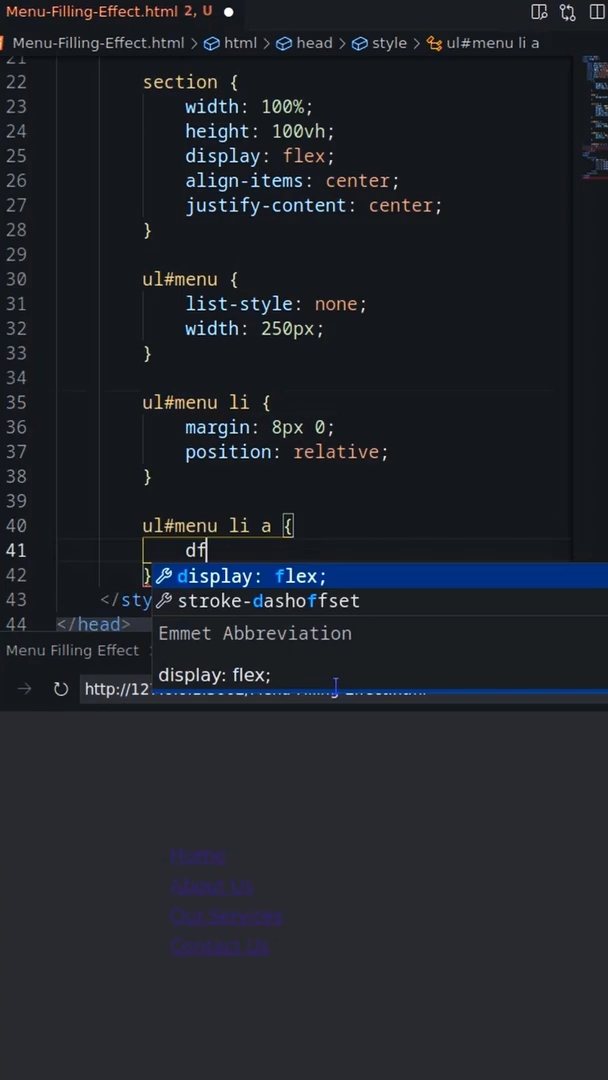 Menu-Filling-Effect.html 2, U
Menu-Filling-Effect.html > html > head > style > ul#menu li a
21
22 section {
23 width: 100%;
24 height: 100vh;
25 display: flex;
26 align-items: center;
27 justify-content: center;
28 }
29
30 ul#menu {
31 list-style: none;
32 width: 250px;
33 }
34
35 ul#menu li {
36 margin: 8px 0;
37 position: relative;
38 }
39
40 ul#menu li a {
41 df
display: flex;
42 }
stroke-dashoffset
43 </sty
Emmet Abbreviation
44 </head>
Menu Filling Effect
display: flex;
Home
About Us
Our Services
Contact Us